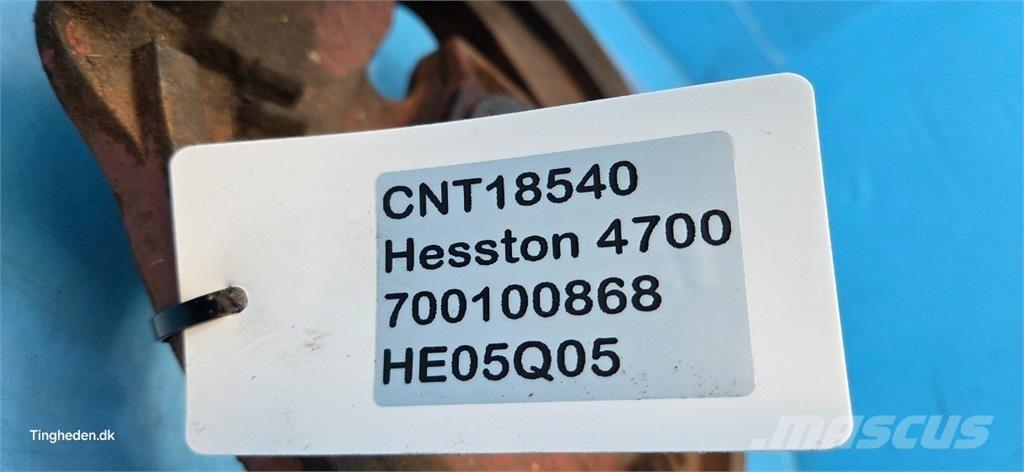 CNT18540
Hesston 4700
700100868
HE05Q05
Tingheden.dk
MASCUS